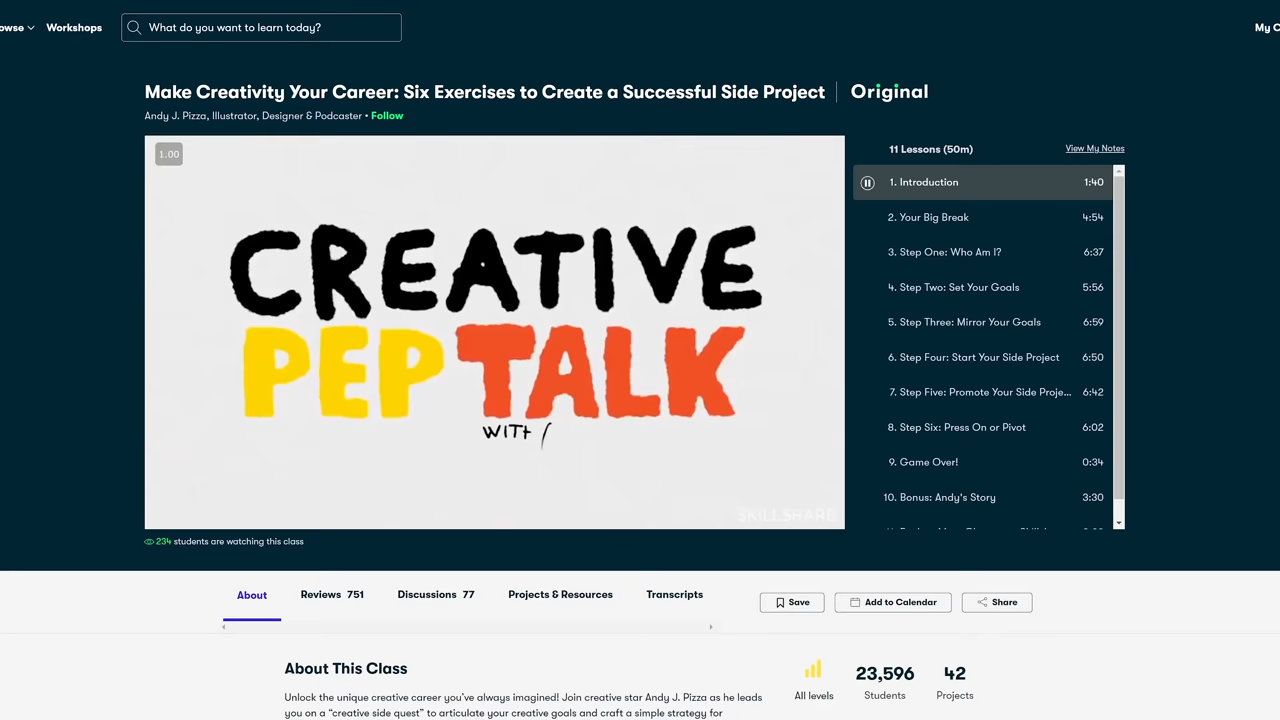 owse
Workshops
What do you want to learn today?
My C
Make Creativity Your Career: Six Exercises to Create a Successful Side Project
Original
Andy J. Pizza, Illustrator, Designer & Podcaster • Follow
1.00
CREATIVE
PEP TALK
WITH
SKILLSHARE
11 Lessons (50m)
View My Notes
1. Introduction 1:40
2. Your Big Break 4:54
3. Step One: Who Am I? 6:37
4. Step Two: Set Your Goals 5:56
5. Step Three: Mirror Your Goals 6:59
6. Step Four: Start Your Side Project 6:50
7. Step Five: Promote Your Side Proje... 6:42
8. Step Six: Press On or Pivot 6:02
9. Game Over! 0:34
10. Bonus: Andy's Story 3:30
234 students are watching this class
About
Reviews 751
Discussions 77
Projects & Resources
Transcripts
Save
Add to Calendar
Share
About This Class
Unlock the unique creative career you've always imagined! Join creative star Andy J. Pizza as he leads
you on a “creative side quest” to articulate your creative goals and craft a simple strategy for
All levels
23,596
Students
42
Projects